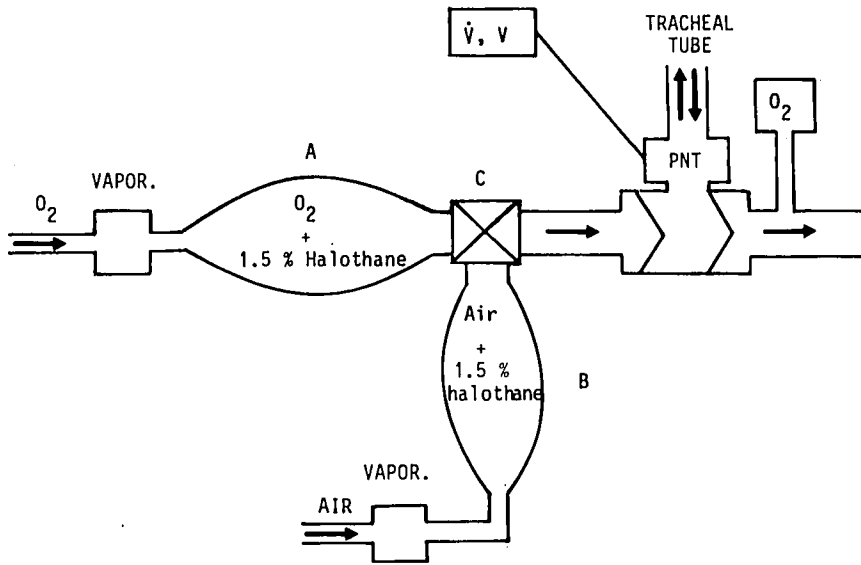 V̇, V
TRACHEAL
TUBE
O₂
PNT
A
C
VAPOR.
O₂
O₂
+
1.5 % Halothane
Air
+
1.5 %
halothane
B
VAPOR.
AIR